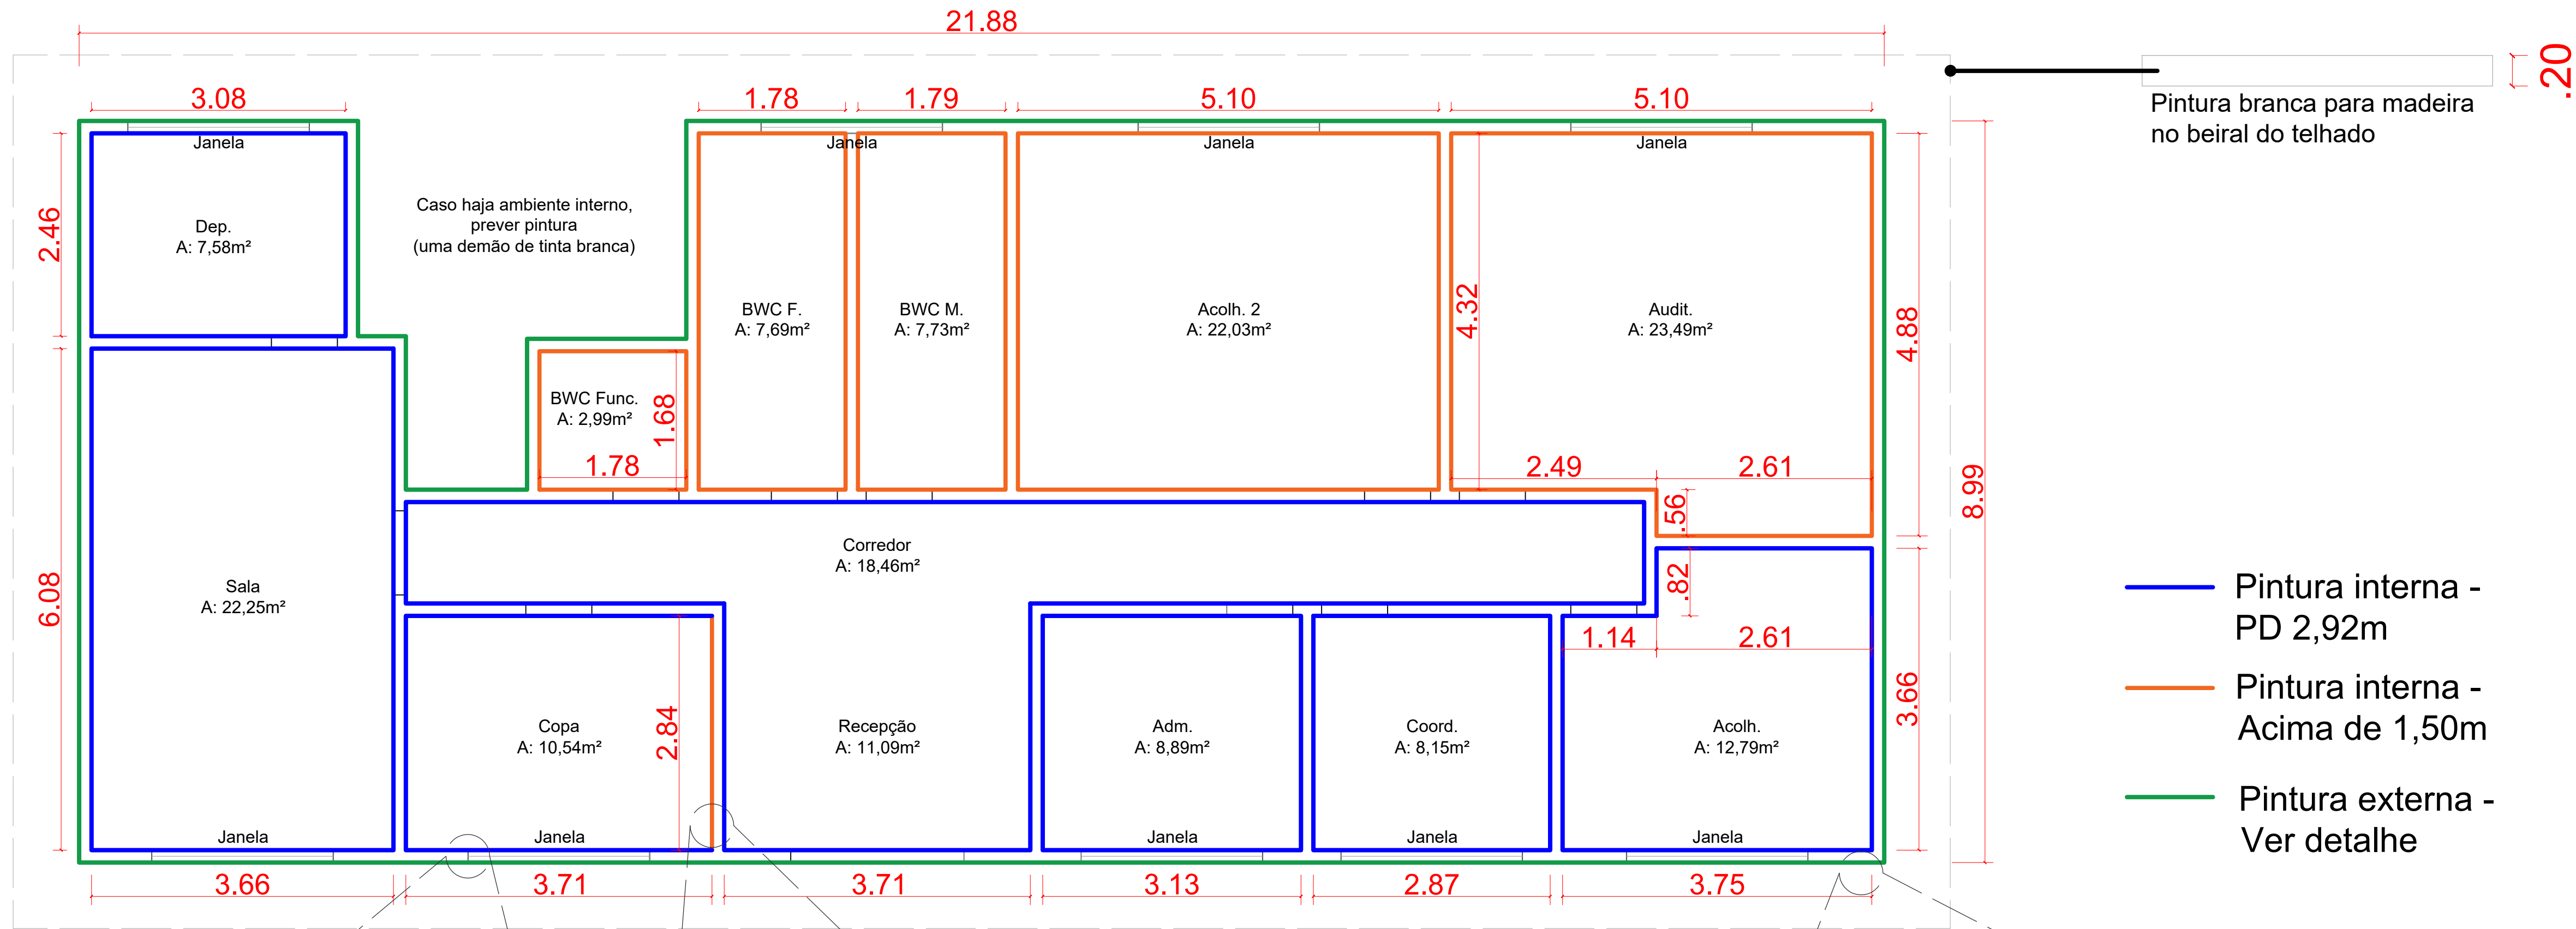 21.88
.20
3.08
1.78
1.79
5.10
5.10
Pintura branca para madeira
no beiral do telhado
Janela
Janela
Janela
Janela
2.46
Dep.
A: 7,58m²
Caso haja ambiente interno,
prever pintura
(uma demão de tinta branca)
BWC F.
A: 7,69m²
BWC M.
A: 7,73m²
Acolh. 2
A: 22,03m²
4.32
Audit.
A: 23,49m²
4.88
BWC Func.
A: 2,99m²
1.68
1.78
2.49
2.61
.56
8.99
Corredor
A: 18,46m²
Sala
A: 22,25m²
6.08
.82
1.14
2.61
3.66
Copa
A: 10,54m²
2.84
Recepção
A: 11,09m²
Adm.
A: 8,89m²
Coord.
A: 8,15m²
Acolh.
A: 12,79m²
Janela
Janela
Janela
Janela
Janela
3.66
3.71
3.71
3.13
2.87
3.75
Pintura interna -
PD 2,92m
Pintura interna -
Acima de 1,50m
Pintura externa -
Ver detalhe